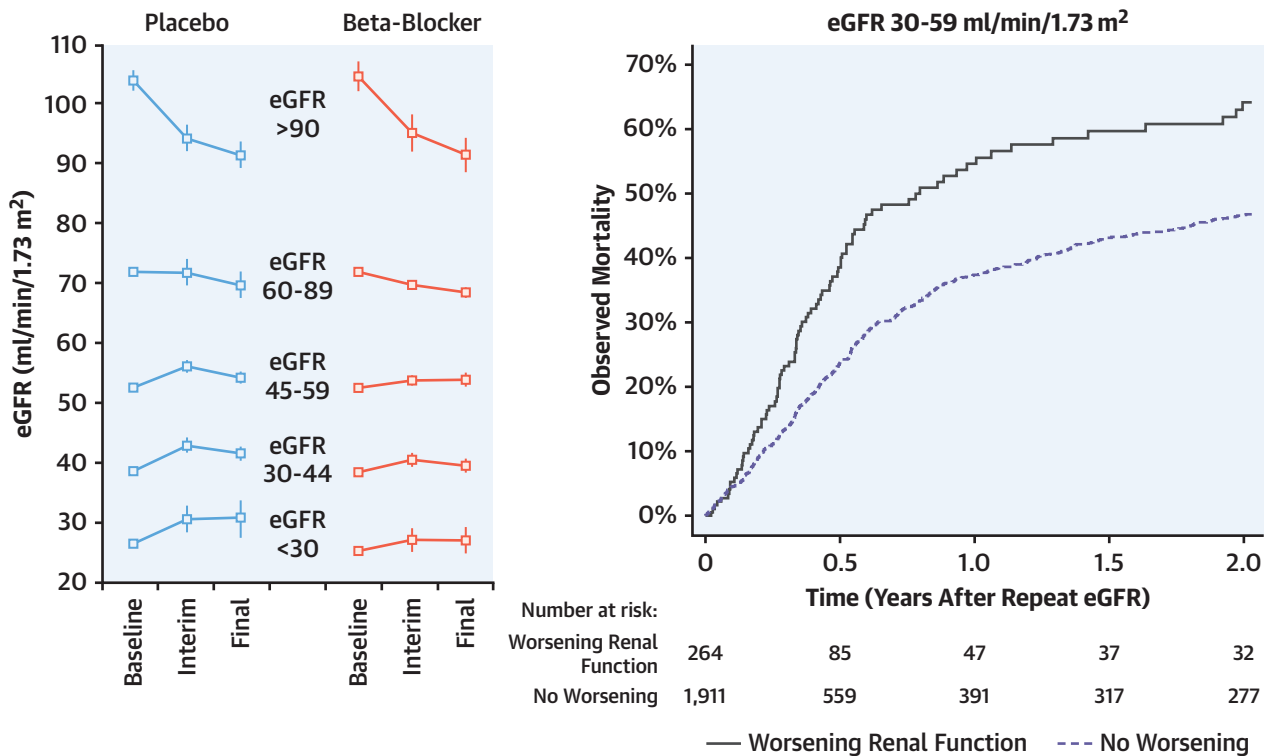 Placebo
Beta-Blocker
eGFR (ml/min/1.73 m²)
110
100
90
80
70
60
50
40
30
20
eGFR
>90
eGFR
60-89
eGFR
45-59
eGFR
30-44
eGFR
<30
Baseline
Interim
Final
Baseline
Interim
Final
eGFR 30-59 ml/min/1.73 m²
Observed Mortality
70%
60%
50%
40%
30%
20%
10%
0%
0 0.5 1.0 1.5 2.0
Time (Years After Repeat eGFR)
Number at risk:
Worsening Renal
Function
264 85 47 37 32
No Worsening 1,911 559 391 317 277
Worsening Renal Function No Worsening